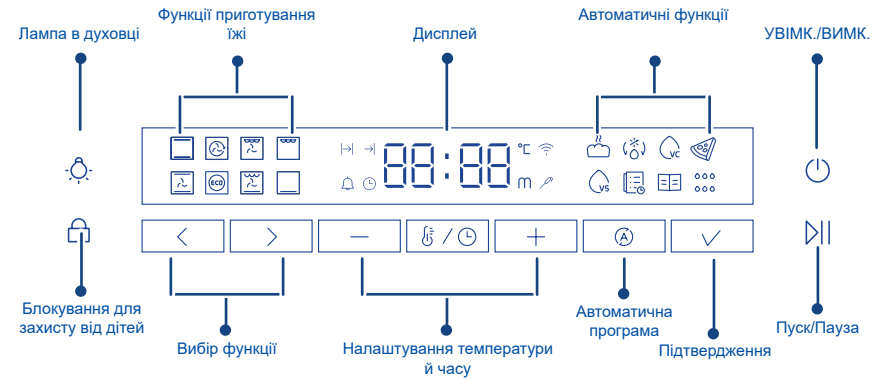 Функції приготування
їжі
Лампа в духовці
Дисплей
Автоматичні функції
УВІМК./ВИМК.
88:88
°C
m
ECO
VC
VS
A
Блокування для
захисту від дітей
Вибір функції
Налаштування температури
й часу
Автоматична
програма
Підтвердження
Пуск/Пауза